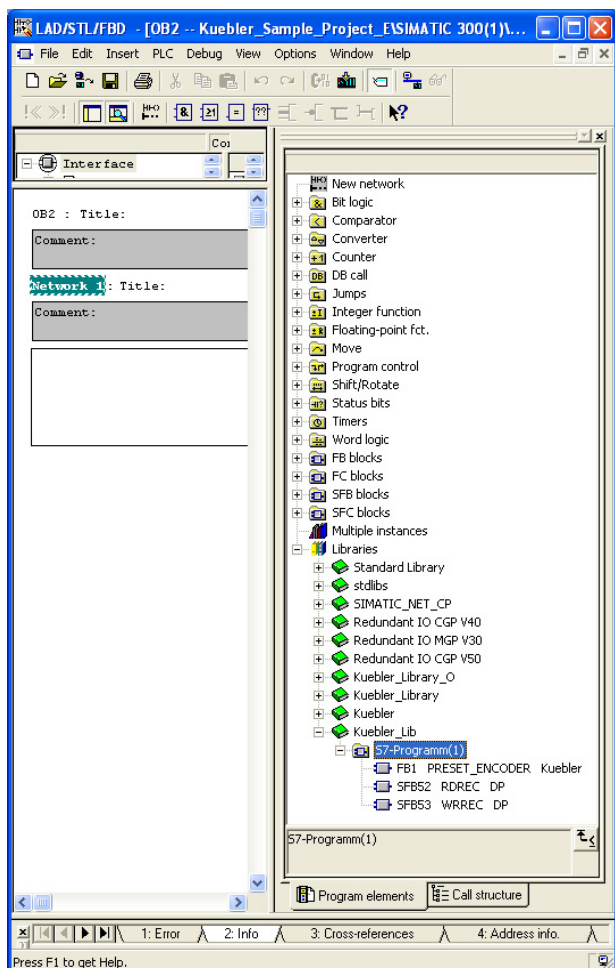 LAD/STL/FBD - [OB2 -- Kuebler_Sample_Project_E\SIMATIC 300(1)\...
File Edit Insert PLC Debug View Options Window Help
Interface
OB2 : Title:
Comment:
Network 1: Title:
Comment:
New network
Bit logic
Comparator
Converter
Counter
DB call
Jumps
Integer function
Floating-point fct.
Move
Program control
Shift/Rotate
Status bits
Timers
Word logic
FB blocks
FC blocks
SFB blocks
SFC blocks
Multiple instances
Libraries
Standard Library
stdlibs
SIMATIC_NET_CP
Redundant IO CGP V40
Redundant IO MGP V30
Redundant IO CGP V50
Kuebler_Library_O
Kuebler_Library
Kuebler
Kuebler_Lib
S7-Programm(1)
FB1 PRESET_ENCODER Kuebler
SFB52 RDREC DP
SFB53 WRREC DP
S7-Programm(1)
Program elements Call structure
1: Error 2: Info 3: Cross-references 4: Address info.
Press F1 to get Help.